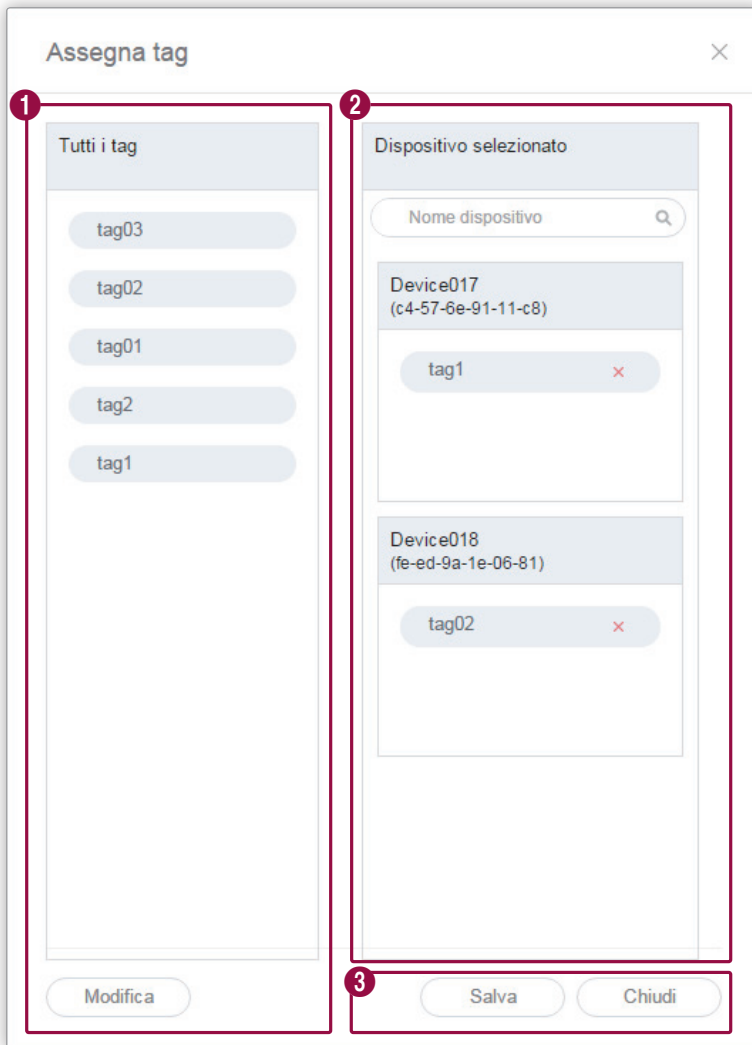 Assegna tag
1
Tutti i tag
tag03
tag02
tag01
tag2
tag1
Modifica
2
Dispositivo selezionato
Nome dispositivo
Device017
(c4-57-6e-91-11-c8)
tag1
Device018
(fe-ed-9a-1e-06-81)
tag02
3
Salva
Chiudi